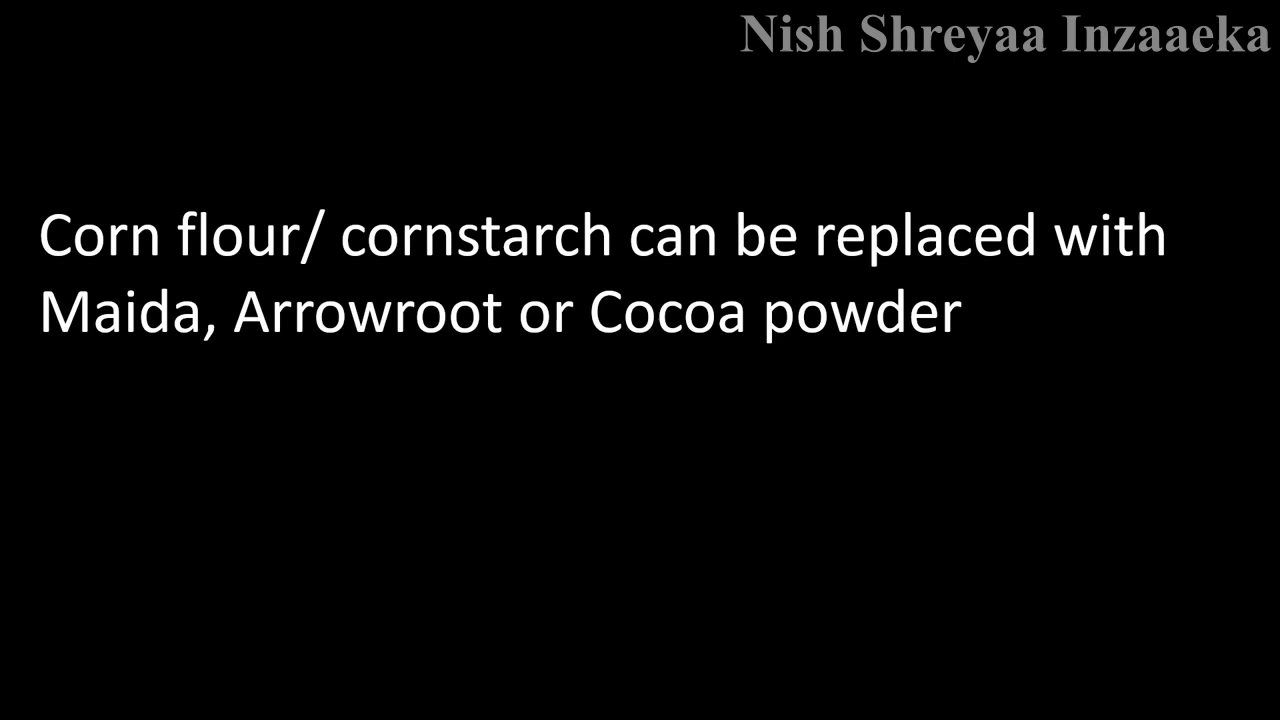 Nish Shreyaa Inzaaeka
Corn flour/ cornstarch can be replaced with
Maida, Arrowroot or Cocoa powder